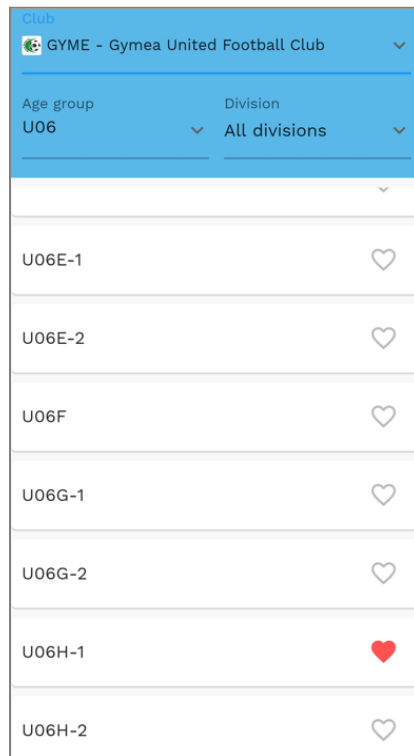 Club
GYME - Gymea United Football Club
Age group
Division
U06
All divisions
U06E-1
U06E-2
U06F
U06G-1
U06G-2
U06H-1
U06H-2